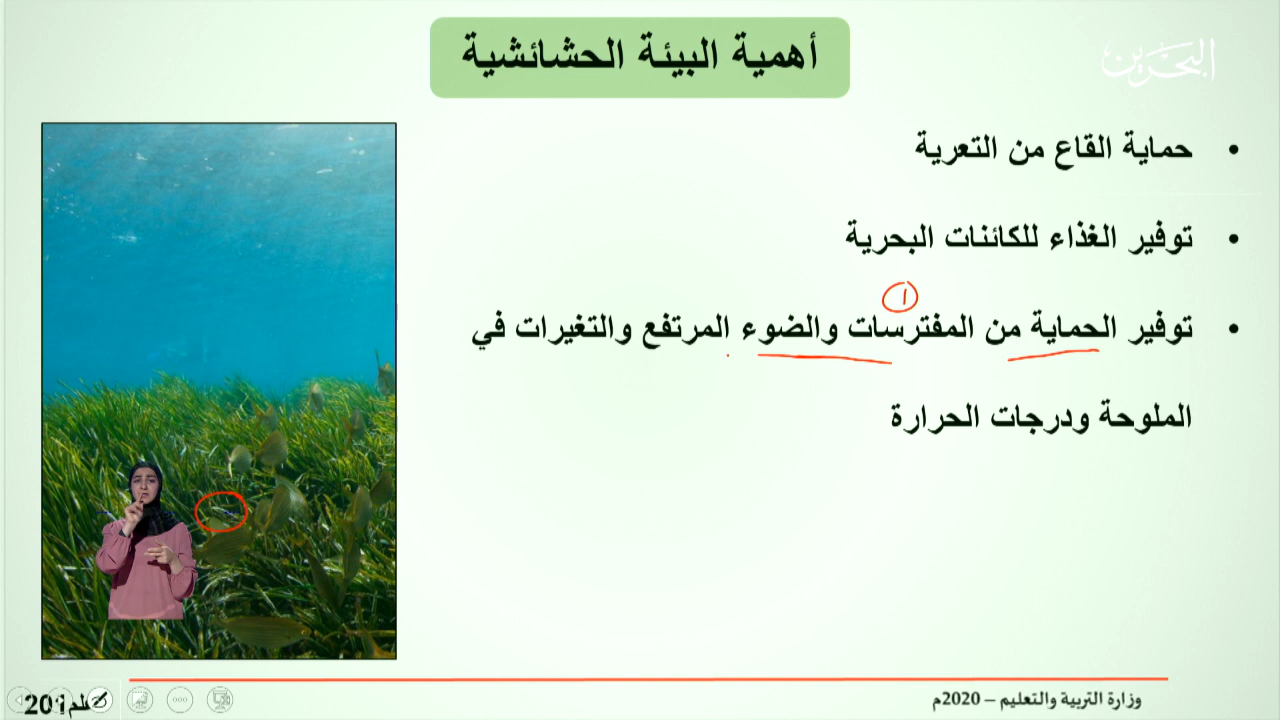 أهمية البيئة الحشائشية
البحرين
• حماية القاع من التعرية
• توفير الغذاء للكائنات البحرية
١
• توفير الحماية من المفترسات والضوء المرتفع والتغيرات في
الملوحة ودرجات الحرارة
وزارة التربية والتعليم – 2020م
علم201